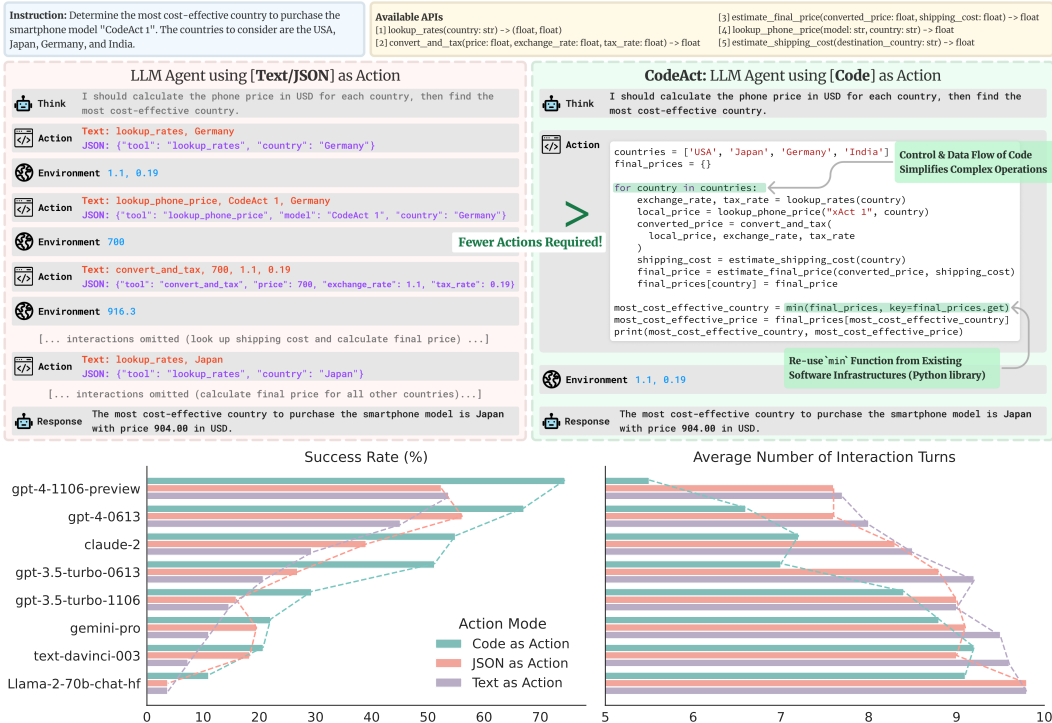 Instruction: Determine the most cost-effective country to purchase the
smartphone model "CodeAct 1". The countries to consider are the USA,
Japan, Germany, and India.
Available APIs
[1] lookup_rates(country: str) -> (float, float)
[2] convert_and_tax(price: float, exchange_rate: float, tax_rate: float) -> float
[3] estimate_final_price(converted_price: float, shipping_cost: float) -> float
[4] lookup_phone_price(model: str, country: str) -> float
[5] estimate_shipping_cost(destination_country: str) -> float
LLM Agent using [Text/JSON] as Action
Think
I should calculate the phone price in USD for each country, then find the
most cost-effective country.
Action
Text: lookup_rates, Germany
JSON: {"tool": "lookup_rates", "country": "Germany"}
Environment 1.1, 0.19
Action
Text: lookup_phone_price, CodeAct 1, Germany
JSON: {"tool": "lookup_phone_price", "model": "CodeAct 1", "country": "Germany"}
Environment 700
Action
Text: convert_and_tax, 700, 1.1, 0.19
JSON: {"tool": "convert_and_tax", "price": 700, "exchange_rate": 1.1, "tax_rate": 0.19}
Environment 916.3
[... interactions omitted (look up shipping cost and calculate final price) ...]
Action
Text: lookup_rates, Japan
JSON: {"tool": "lookup_rates", "country": "Japan"}
[... interactions omitted (calculate final price for all other countries)...]
Response
The most cost-effective country to purchase the smartphone model is Japan
with price 904.00 in USD.
>
Fewer Actions Required!
CodeAct: LLM Agent using [Code] as Action
Think
I should calculate the phone price in USD for each country, then find the
most cost-effective country.
Action
countries = ['USA', 'Japan', 'Germany', 'India']
final_prices = {}
for country in countries:
exchange_rate, tax_rate = lookup_rates(country)
local_price = lookup_phone_price("xAct 1", country)
converted_price = convert_and_tax(
local_price, exchange_rate, tax_rate
)
shipping_cost = estimate_shipping_cost(country)
final_price = estimate_final_price(converted_price, shipping_cost)
final_prices[country] = final_price
most_cost_effective_country = min(final_prices, key=final_prices.get)
most_cost_effective_price = final_prices[most_cost_effective_country]
print(most_cost_effective_country, most_cost_effective_price)
Control & Data Flow of Code
Simplifies Complex Operations
Re-use `min` Function from Existing
Software Infrastructures (Python library)
Environment 1.1, 0.19
Response
The most cost-effective country to purchase the smartphone model is Japan
with price 904.00 in USD.
Success Rate (%)
gpt-4-1106-preview
gpt-4-0613
claude-2
gpt-3.5-turbo-0613
gpt-3.5-turbo-1106
gemini-pro
text-davinci-003
Llama-2-70b-chat-hf
0 10 20 30 40 50 60 70
Action Mode
Code as Action
JSON as Action
Text as Action
Average Number of Interaction Turns
5 6 7 8 9 10